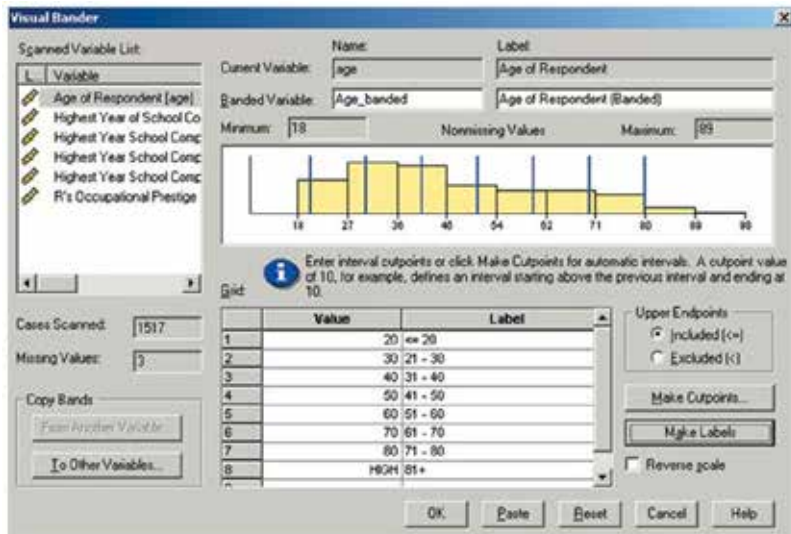 Visual Bander
Scanned Variable List:
L... Variable
Age of Respondent [age]
Highest Year of School Co
Highest Year School Comp
Highest Year School Comp
Highest Year School Comp
R's Occupational Prestige
Cases Scanned: 1517
Missing Values: 3
Copy Bands
From Another Variable...
To Other Variables...
Name: Label:
Current Variable: age Age of Respondent
Banded Variable: Age_banded Age of Respondent (Banded)
Minimum: 18 Nonmissing Values Maximum: 89
18 27 36 45 54 62 71 80 89 98
Enter interval cutpoints or click Make Cutpoints for automatic intervals. A cutpoint value
of 10, for example, defines an interval starting above the previous interval and ending at
10.
Grid:
Value Label
1 20 <= 20
2 30 21 - 30
3 40 31 - 40
4 50 41 - 50
5 60 51 - 60
6 70 61 - 70
7 80 71 - 80
8 HIGH 81+
Upper Endpoints
Included (<=)
Excluded (<)
Make Cutpoints...
Make Labels
Reverse scale
OK Paste Reset Cancel Help